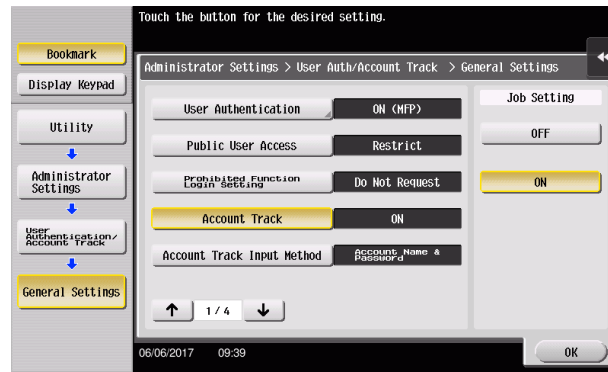 Touch the button for the desired setting.
Bookmark
Display Keypad
Utility
Administrator
Settings
User
Authentication/
Account Track
General Settings
Administrator Settings > User Auth/Account Track > General Settings
User Authentication
ON (MFP)
Public User Access
Restrict
Prohibited Function
Login Setting
Do Not Request
Account Track
ON
Account Track Input Method
Account Name &
Password
↑ 1/4 ↓
Job Setting
OFF
ON
06/06/2017 09:39
OK